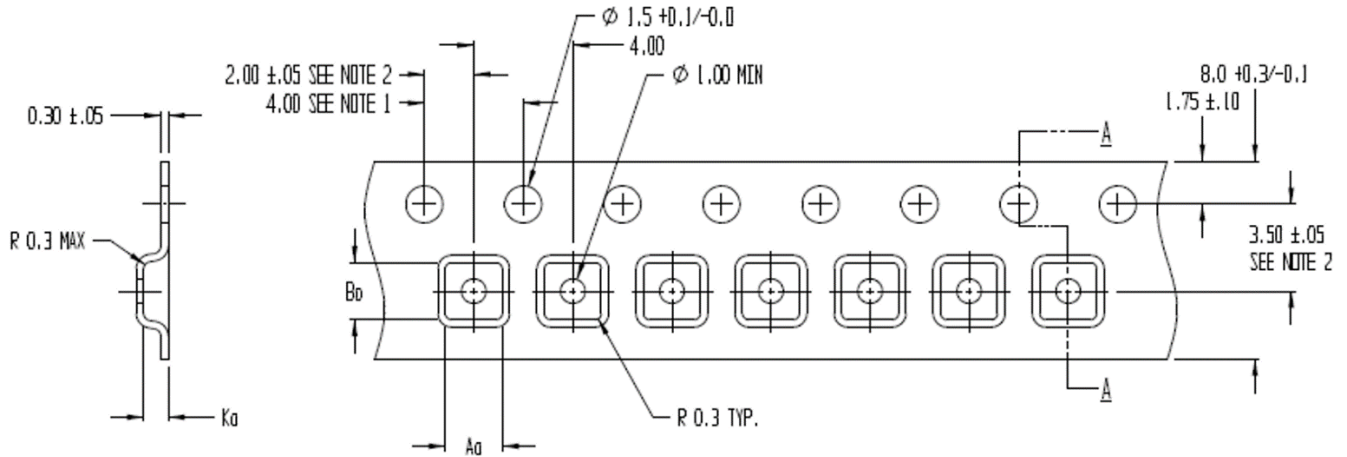 Ø 1.5 +0.1/-0.0
4.00
2.00 ±.05 SEE NOTE 2
Ø 1.00 MIN
8.0 +0.3/-0.1
4.00 SEE NOTE 1
1.75 ±.10
0.30 ±.05
A
R 0.3 MAX
3.50 ±.05
SEE NOTE 2
Bo
A
Ko
R 0.3 TYP.
Ao